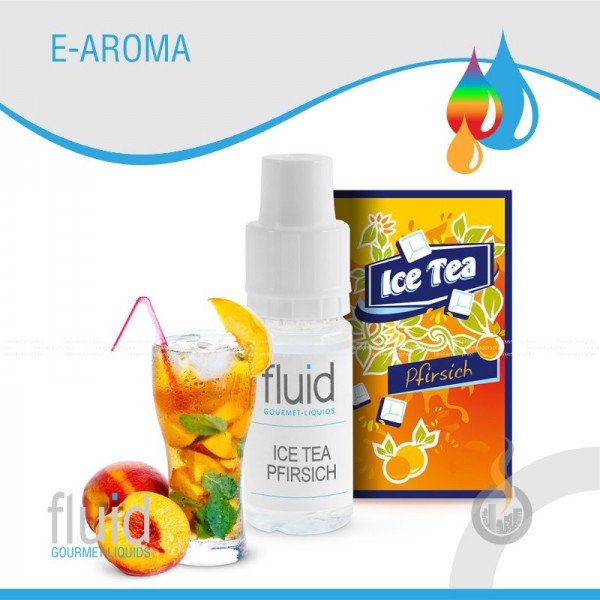 E-AROMA
Ice Tea
Pfirsich
fluid
GOURMET-LIQUIDS
ICE TEA
PFIRSICH
fluid
GOURMET LIQUIDS